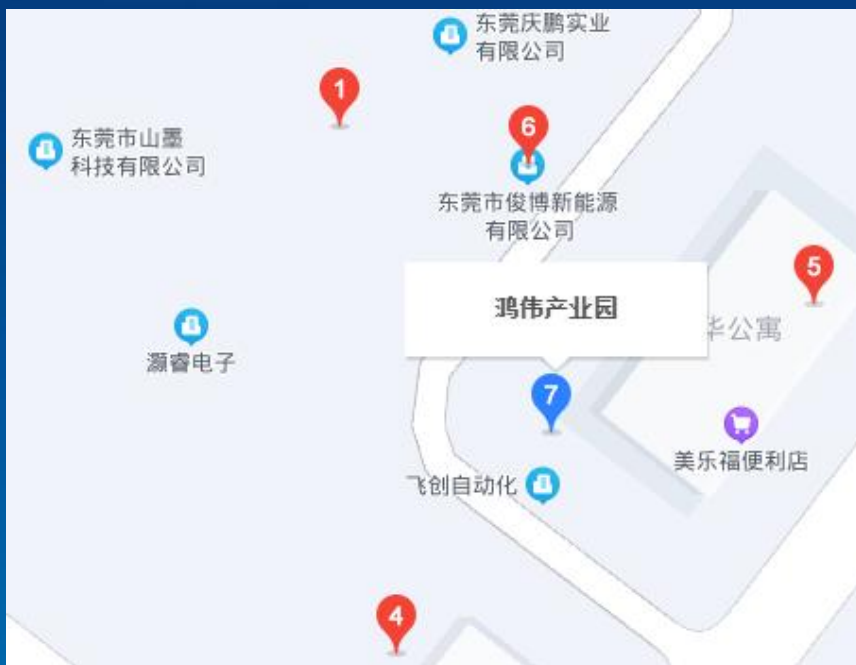 东莞庆鹏实业
有限公司
1
6
东莞市山墨
科技有限公司
东莞市俊博新能源
有限公司
5
鸿伟产业园
华公寓
灏睿电子
7
美乐福便利店
飞创自动化
4